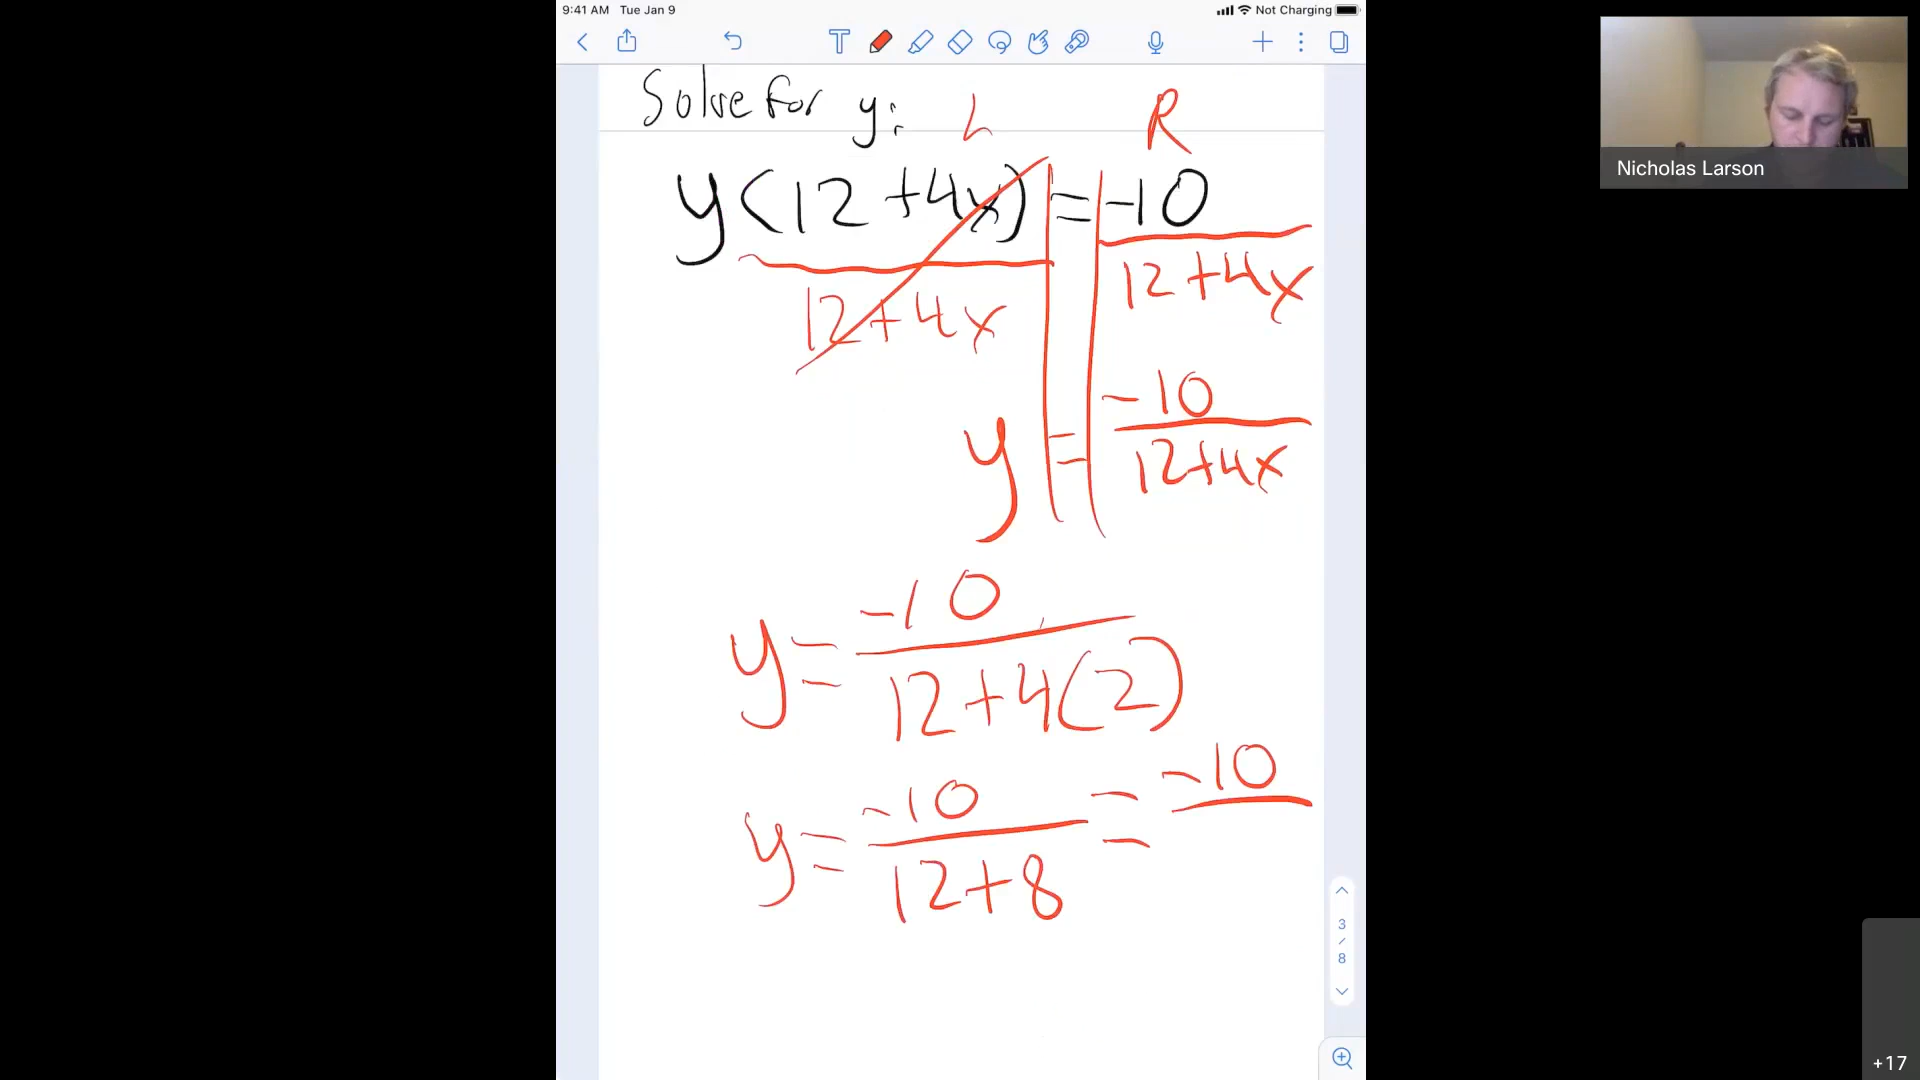 9:41 AM Tue Jan 9 Not Charging
Solve for y: L R
y(12+4x) = -10
12+4x 12+4x
y = -10
12+4x
y = -10
12+4(2)
y = -10 = -10
12+8
3
/
8
Nicholas Larson
+17